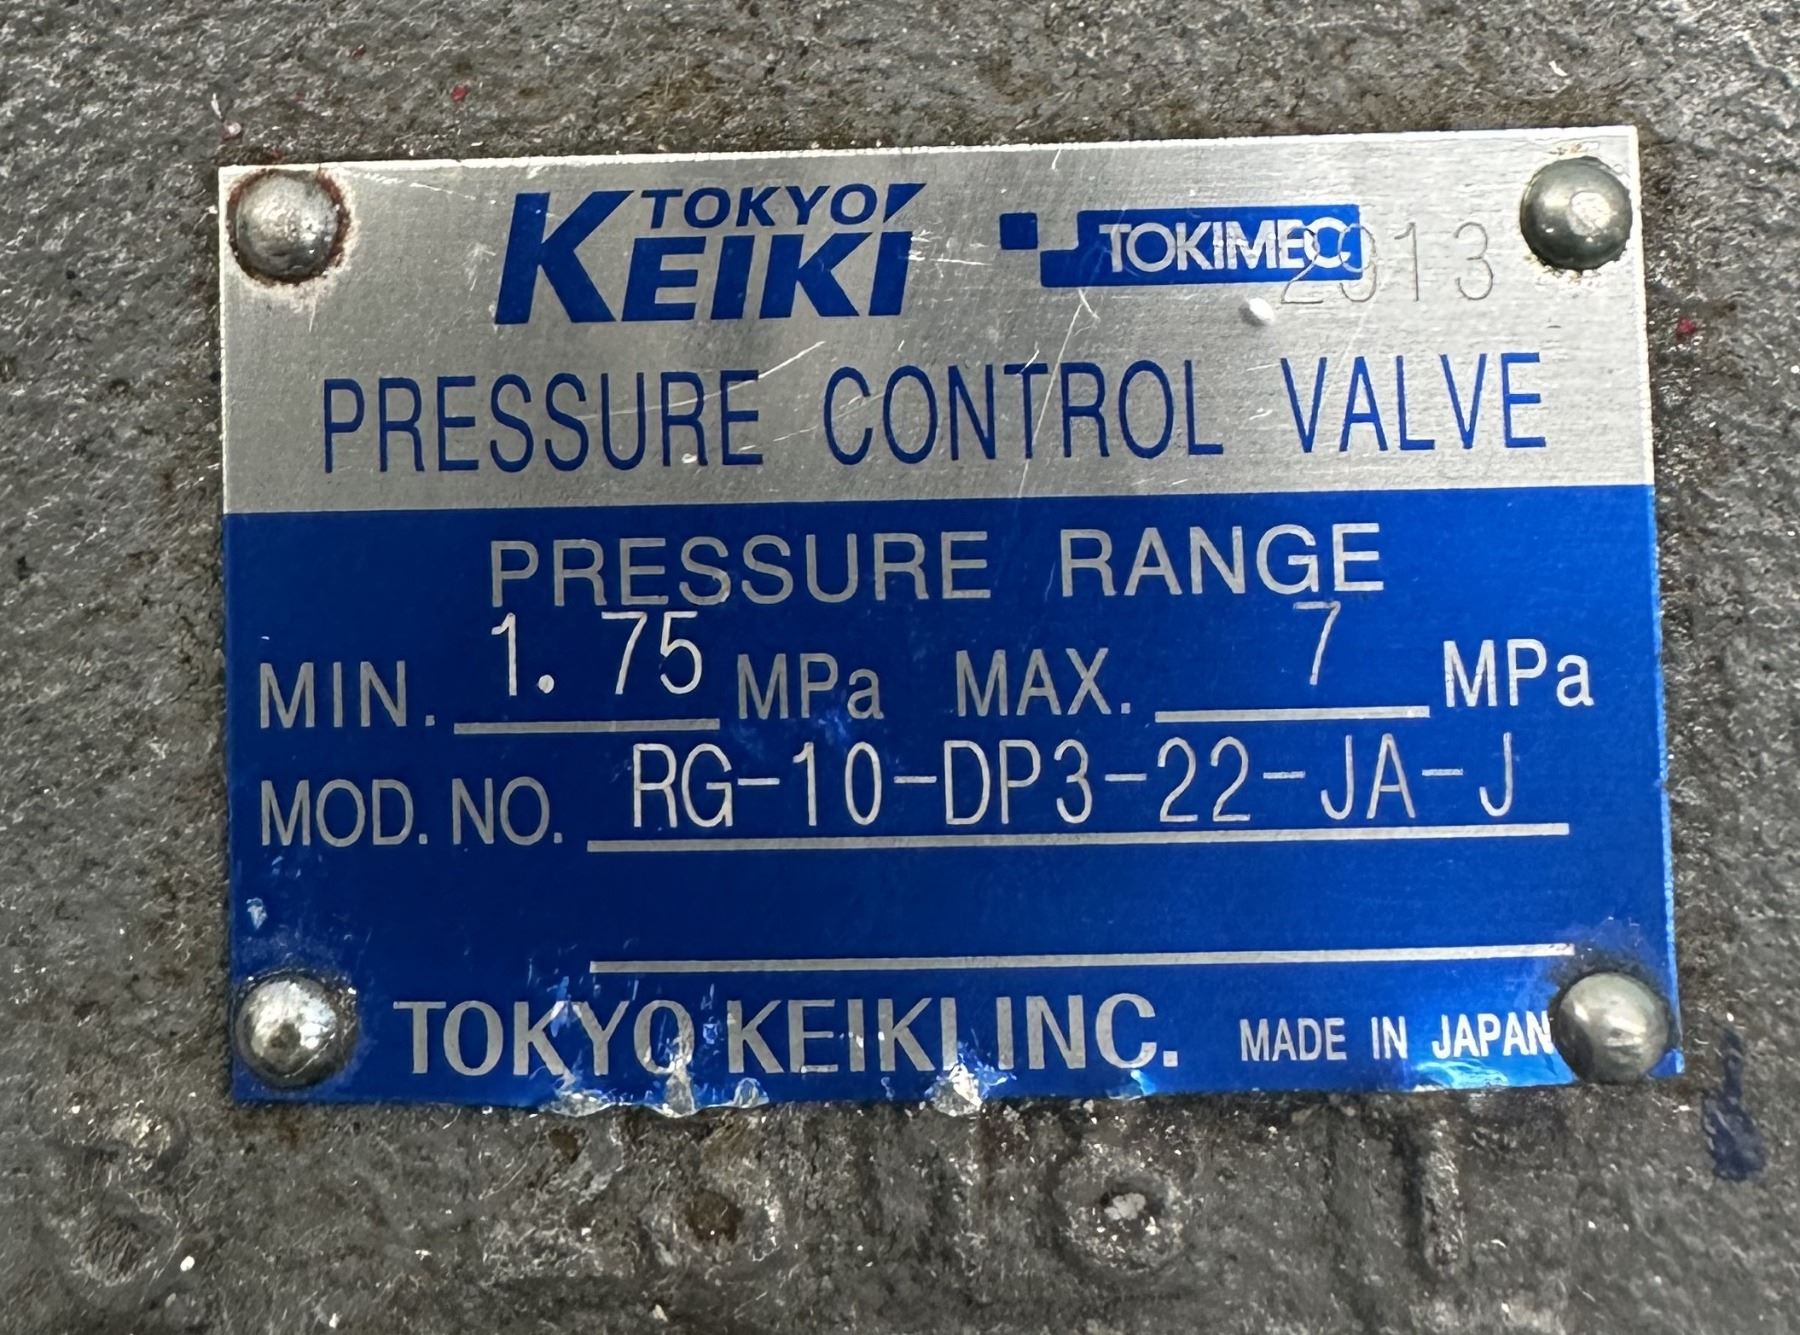 TOKYO KEIKI TOKIMEC 2913
PRESSURE CONTROL VALVE
PRESSURE RANGE
MIN. 1.75 MPa MAX. 7 MPa
MOD. NO. RG-10-DP3-22-JA-J
TOKYO KEIKI INC. MADE IN JAPAN